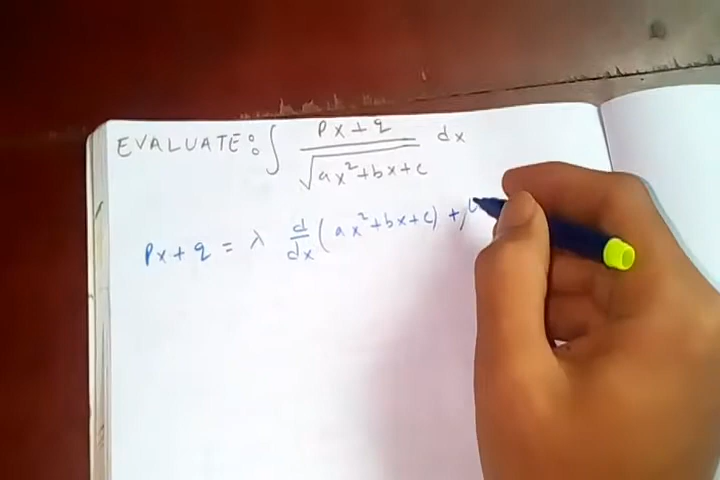 EVALUATE: ∫ px+q / √(ax²+bx+c) dx
px+q = λ d/dx (ax²+bx+c) +